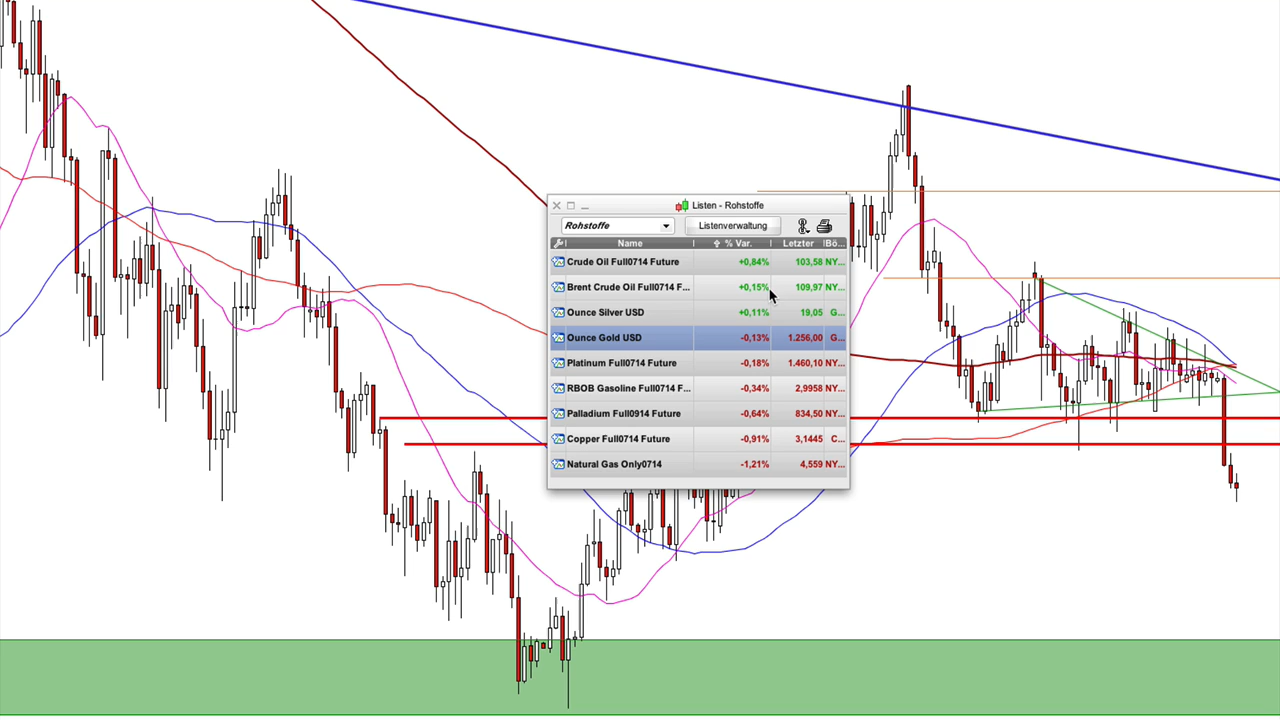 Listen - Rohstoffe
Rohstoffe Listenverwaltung
Name % Var. Letzter Bö...
Crude Oil Full0714 Future +0,84% 103,58 NY...
Brent Crude Oil Full0714 F... +0,15% 109,97 NY...
Ounce Silver USD +0,11% 19,05 G...
Ounce Gold USD -0,13% 1.256,00 G...
Platinum Full0714 Future -0,18% 1.460,10 NY...
RBOB Gasoline Full0714 F... -0,34% 2,9958 NY...
Palladium Full0914 Future -0,64% 834,50 NY...
Copper Full0714 Future -0,91% 3,1445 C...
Natural Gas Only0714 -1,21% 4,559 NY...